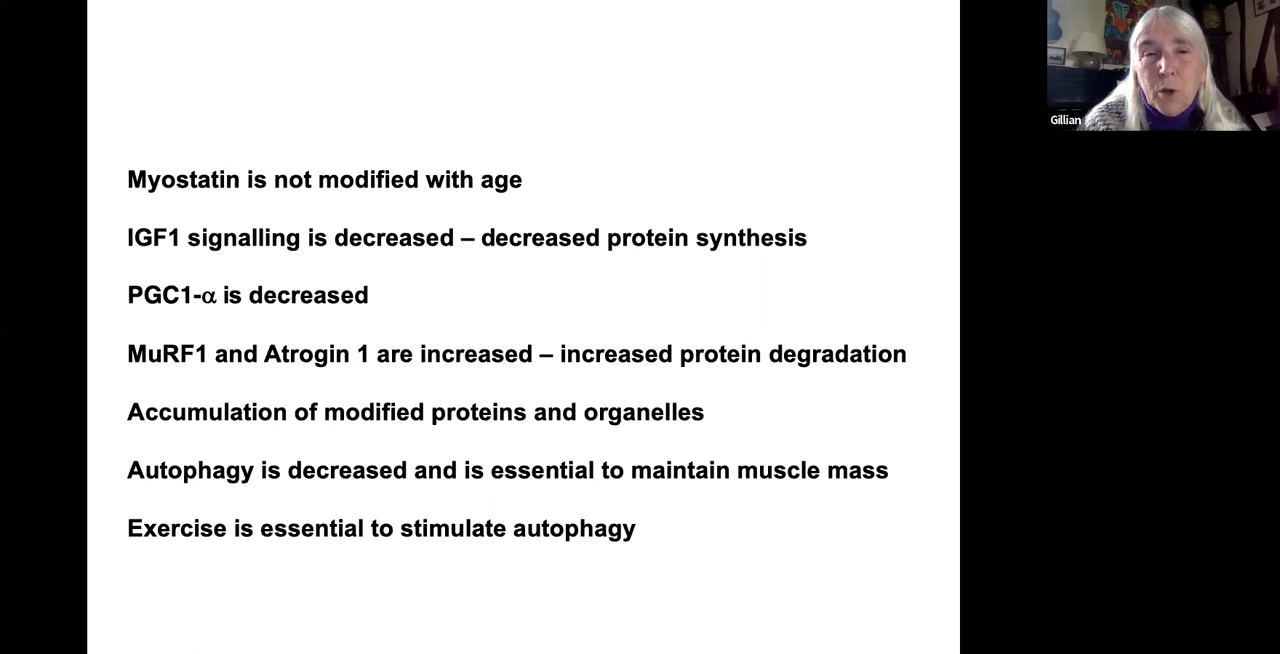 Myostatin is not modified with age
IGF1 signalling is decreased – decreased protein synthesis
PGC1-α is decreased
MuRF1 and Atrogin 1 are increased – increased protein degradation
Accumulation of modified proteins and organelles
Autophagy is decreased and is essential to maintain muscle mass
Exercise is essential to stimulate autophagy
Gillian